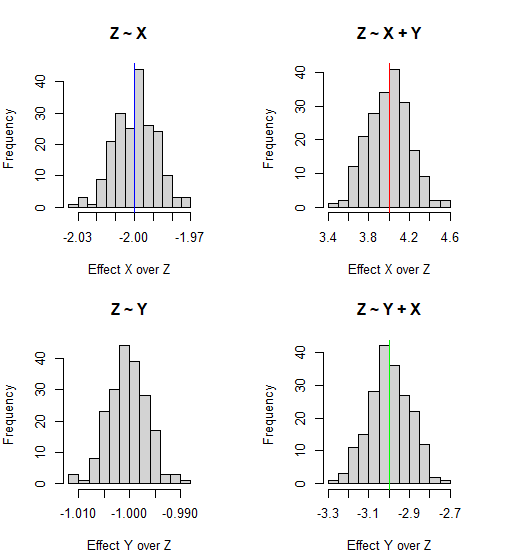 Z ~ X
Frequency
0 10 20 30 40
-2.03 -2.00 -1.97
Effect X over Z
Z ~ X + Y
Frequency
0 10 20 30 40
3.4 3.8 4.2 4.6
Effect X over Z
Z ~ Y
Frequency
0 10 20 30 40
-1.010 -1.000 -0.990
Effect Y over Z
Z ~ Y + X
Frequency
0 10 20 30 40
-3.3 -3.1 -2.9 -2.7
Effect Y over Z